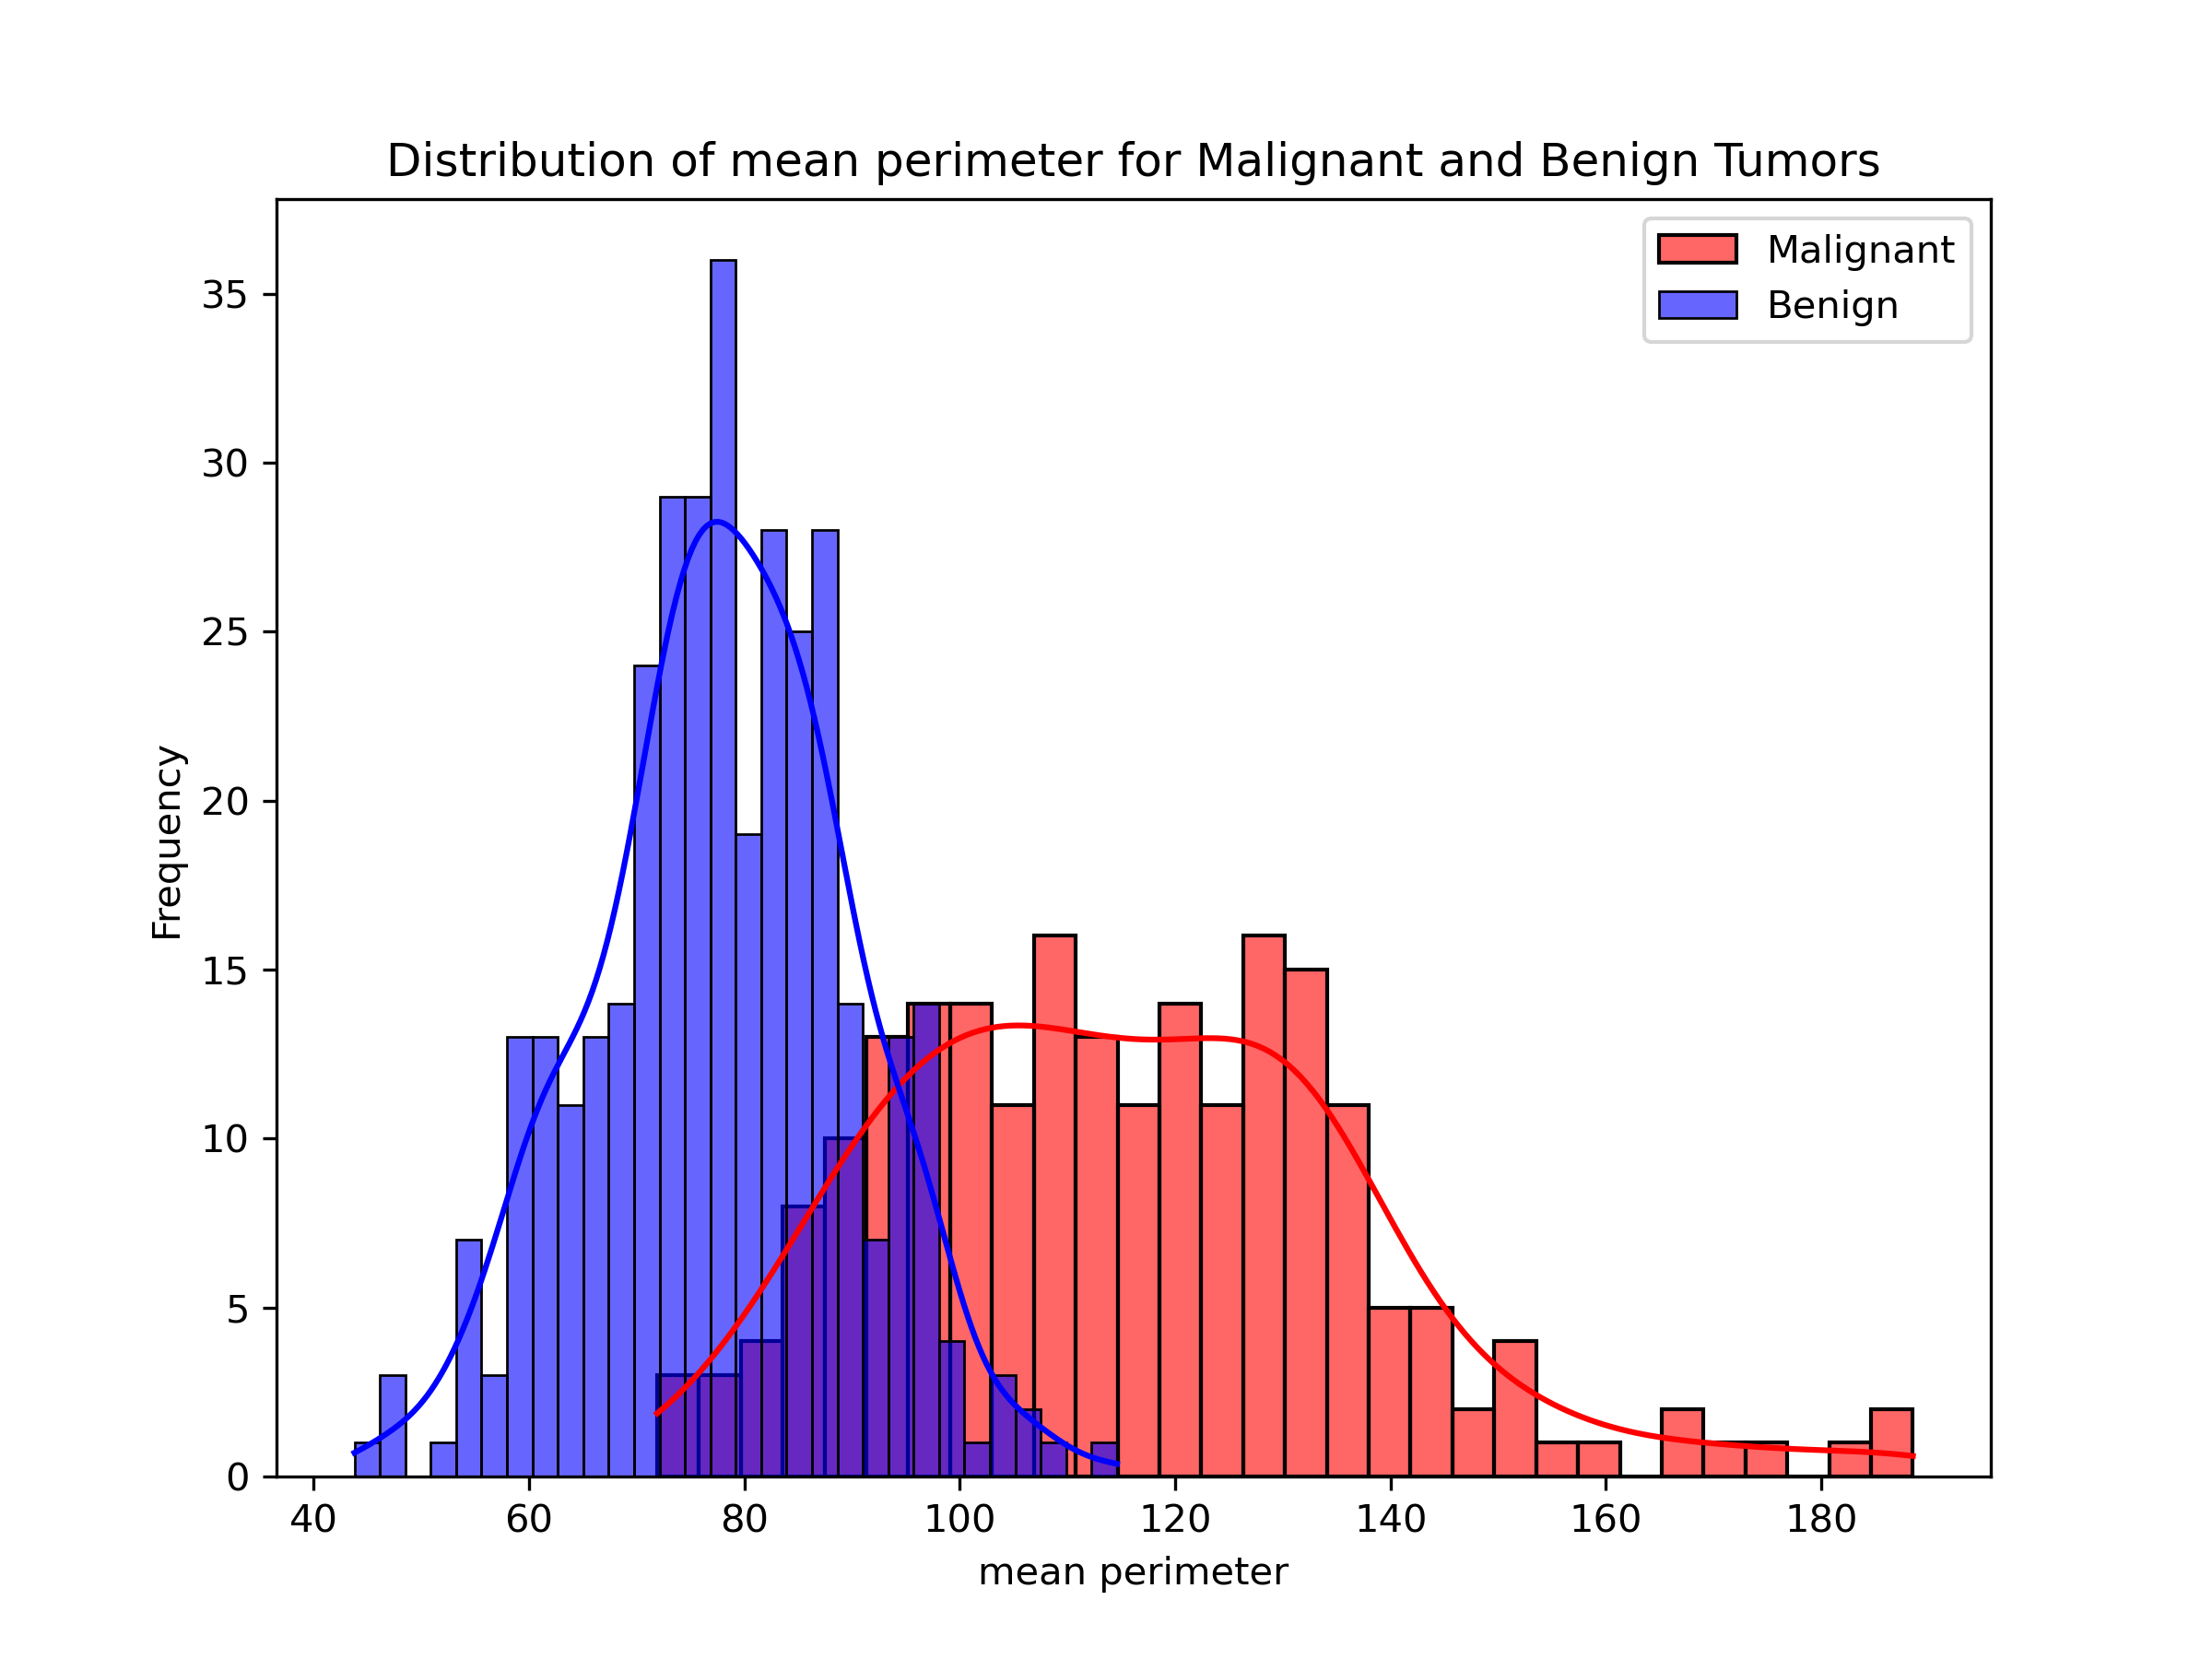 Distribution of mean perimeter for Malignant and Benign Tumors
Malignant
Benign
35
30
25
20
15
10
5
0
Frequency
40 60 80 100 120 140 160 180
mean perimeter